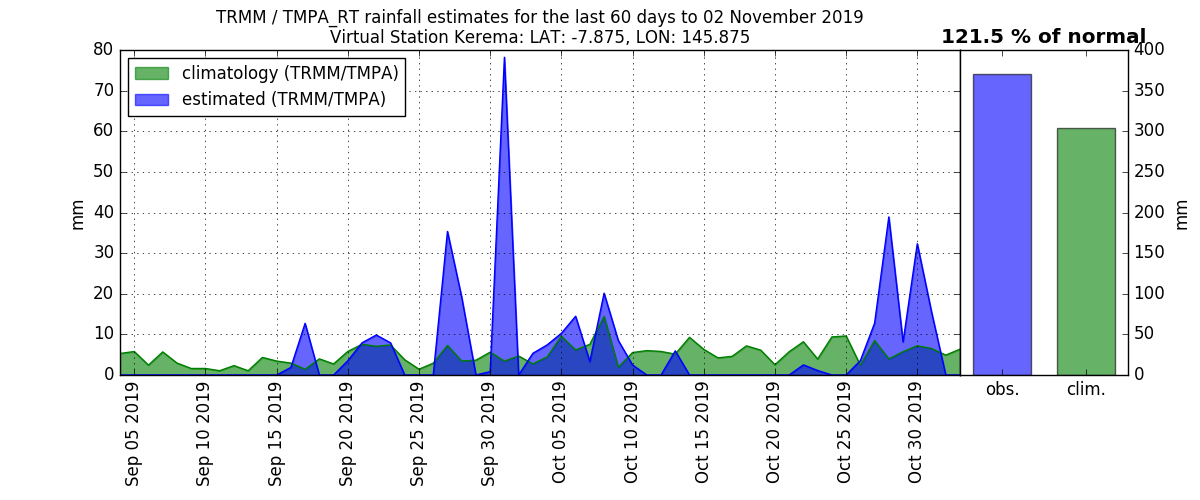 TRMM / TMPA_RT rainfall estimates for the last 60 days to 02 November 2019
Virtual Station Kerema: LAT: -7.875, LON: 145.875
121.5 % of normal
climatology (TRMM/TMPA)
estimated (TRMM/TMPA)
80
70
60
50
40
30
20
10
0
mm
Sep 05 2019
Sep 10 2019
Sep 15 2019
Sep 20 2019
Sep 25 2019
Sep 30 2019
Oct 05 2019
Oct 10 2019
Oct 15 2019
Oct 20 2019
Oct 25 2019
Oct 30 2019
obs.
clim.
400
350
300
250
200
150
100
50
0
mm